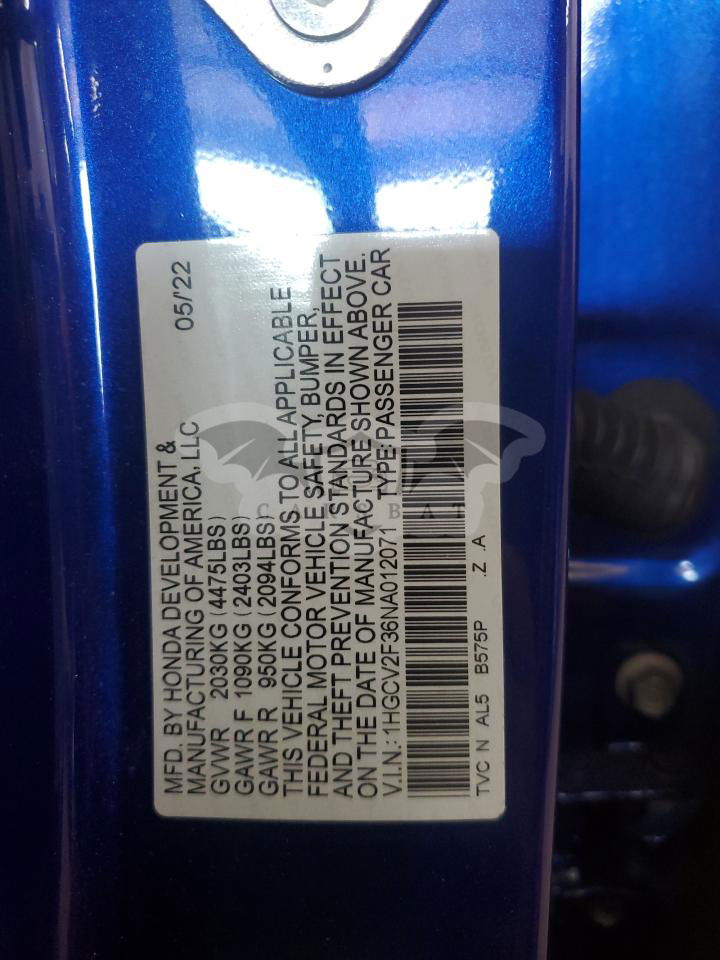 MFD. BY HONDA DEVELOPMENT & 05/'22
MANUFACTURING OF AMERICA, LLC
GVWR 2030KG (4475LBS)
GAWR F 1090KG (2403LBS)
GAWR R 950KG (2094LBS)
THIS VEHICLE CONFORMS TO ALL APPLICABLE
FEDERAL MOTOR VEHICLE SAFETY, BUMPER,
AND THEFT PREVENTION STANDARDS IN EFFECT
ON THE DATE OF MANUFACTURE SHOWN ABOVE.
V.I.N.: 1HGCV2F36NA012071 TYPE: PASSENGER CAR
TVC N AL5 B575P .Z .A
CAR BAT